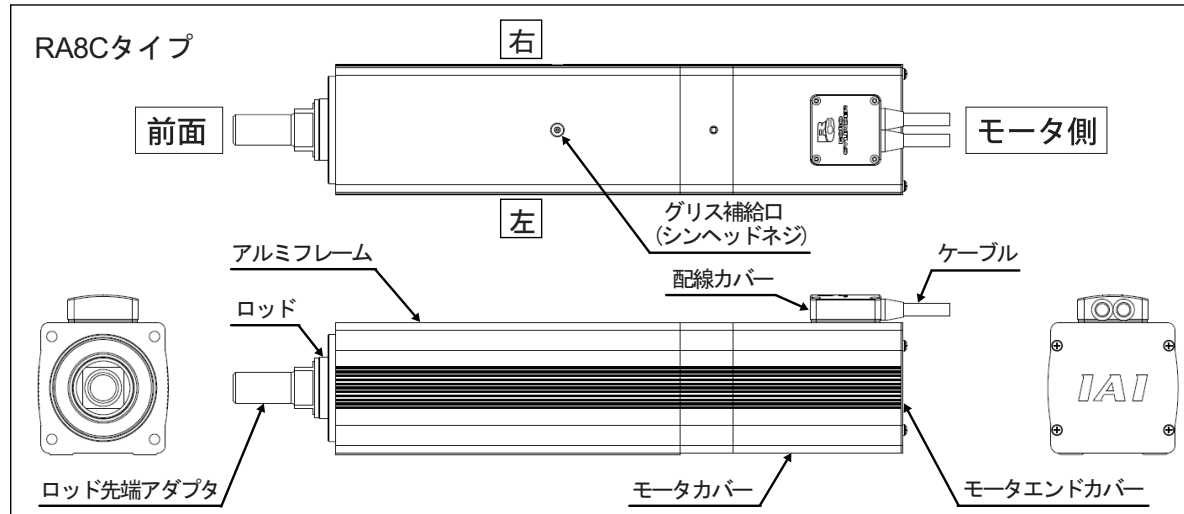 RA8Cタイプ
右
前面
モータ側
左
グリス補給口
(シンヘッドネジ)
アルミフレーム
ケーブル
配線カバー
ロッド
IAI
ロッド先端アダプタ
モータカバー
モータエンドカバー